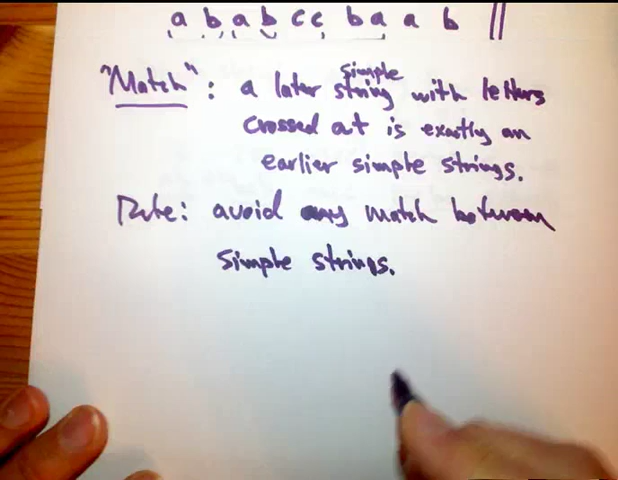 a b a b c c b a a b ||
"Match" : a later simple string with letters
crossed out is exactly an
earlier simple strings.
Rule: avoid any match between
simple strings.